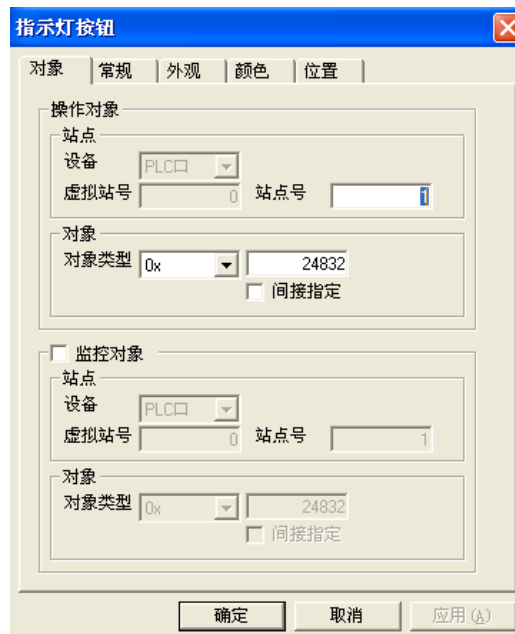 指示灯按钮
对象 常规 外观 颜色 位置
操作对象
站点
设备 PLC口
虚拟站号 0 站点号 1
对象
对象类型 0x 24832
间接指定
监控对象
站点
设备 PLC口
虚拟站号 0 站点号 1
对象
对象类型 0x 24832
间接指定
确定 取消 应用(A)